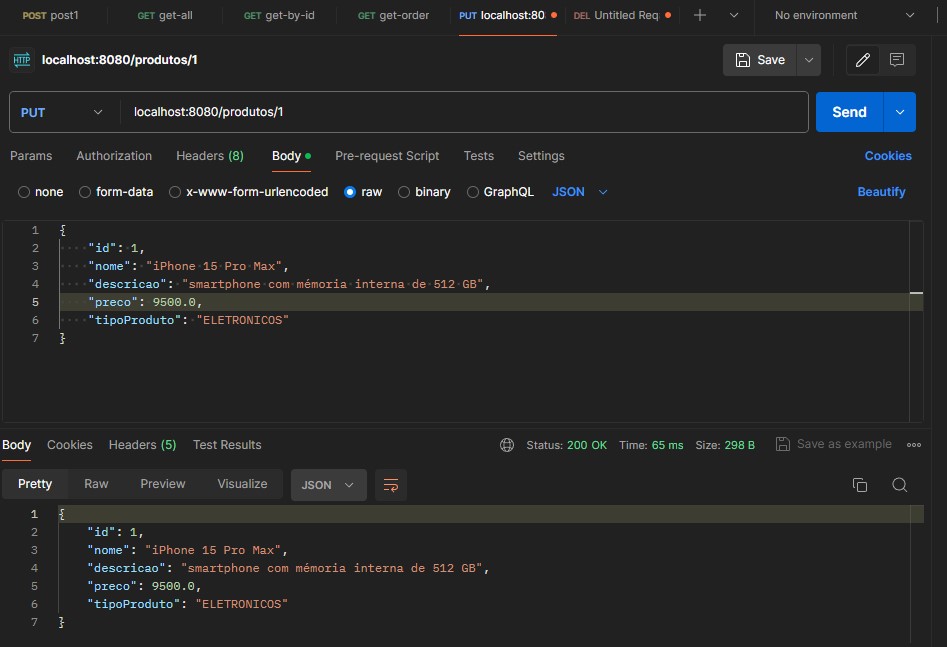 POST post1 GET get-all GET get-by-id GET get-order PUT localhost:80 DEL Untitled Req + No environment
HTTP localhost:8080/produtos/1 Save
PUT localhost:8080/produtos/1 Send
Params Authorization Headers (8) Body Pre-request Script Tests Settings Cookies
none form-data x-www-form-urlencoded raw binary GraphQL JSON Beautify
1 {
2 "id": 1,
3 "nome": "iPhone 15 Pro Max",
4 "descricao": "smartphone com mémoria interna de 512 GB",
5 "preco": 9500.0,
6 "tipoProduto": "ELETRONICOS"
7 }
Body Cookies Headers (5) Test Results Status: 200 OK Time: 65 ms Size: 298 B Save as example
Pretty Raw Preview Visualize JSON
1 {
2 "id": 1,
3 "nome": "iPhone 15 Pro Max",
4 "descricao": "smartphone com mémoria interna de 512 GB",
5 "preco": 9500.0,
6 "tipoProduto": "ELETRONICOS"
7 }